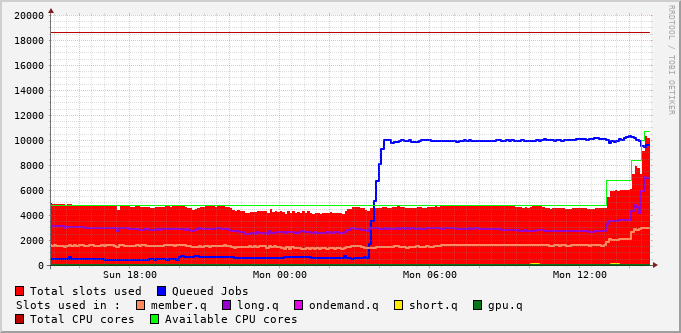 20000
18000
16000
14000
12000
10000
8000
6000
4000
2000
0
Sun 18:00 Mon 00:00 Mon 06:00 Mon 12:00
RRDTOOL / TOBI OETIKER
Total slots used Queued Jobs
Slots used in : member.q long.q ondemand.q short.q gpu.q
Total CPU cores Available CPU cores